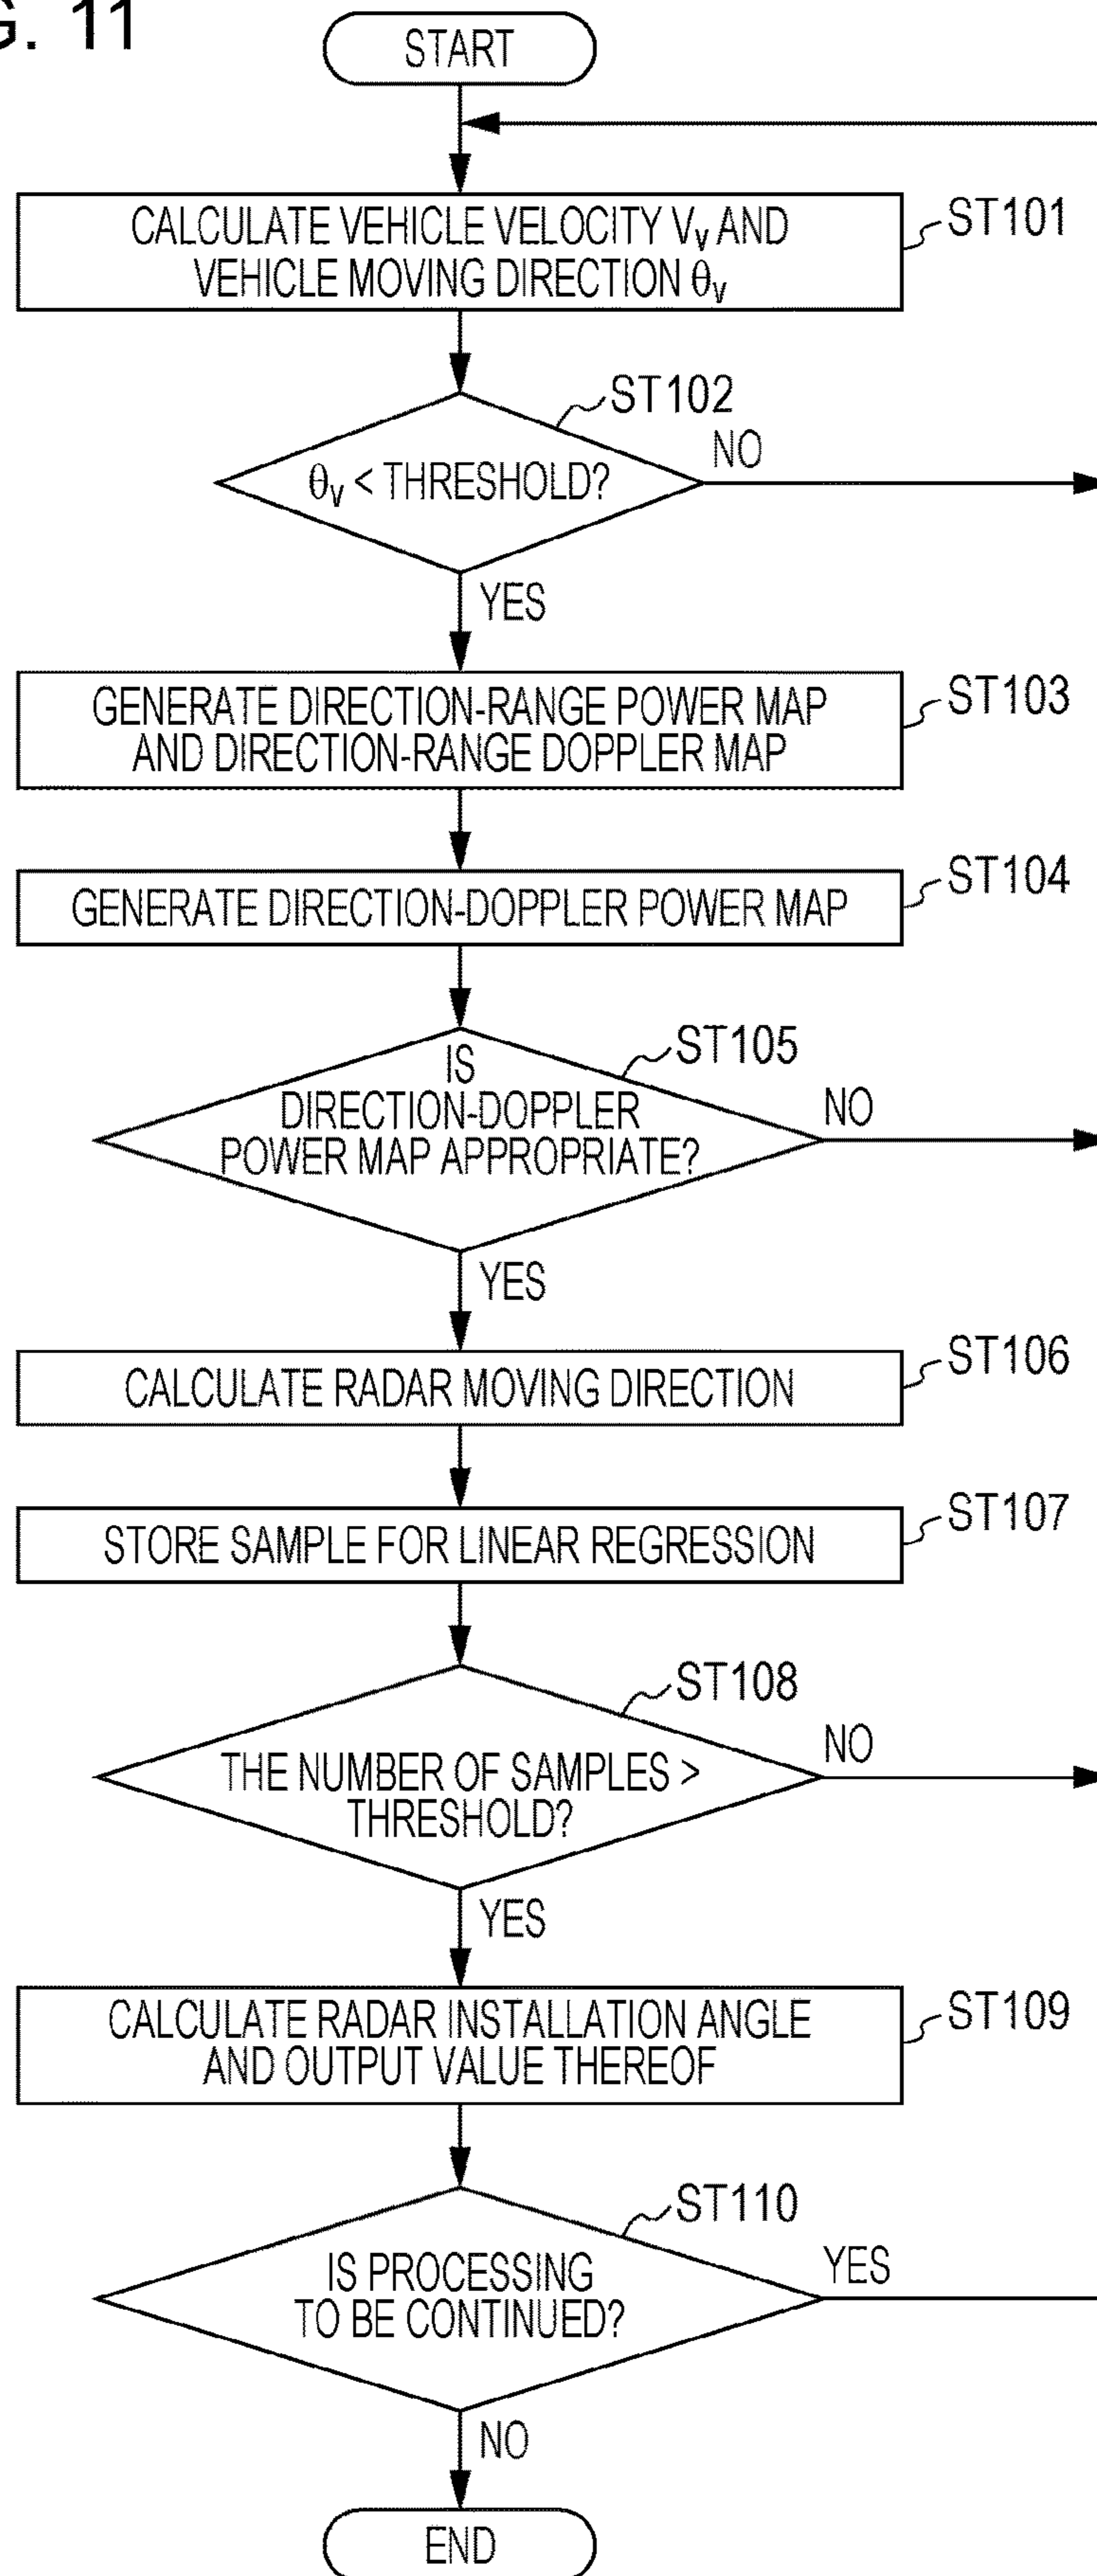 G. 11
START
CALCULATE VEHICLE VELOCITY Vv AND
VEHICLE MOVING DIRECTION θv
ST101
ST102
θv < THRESHOLD?
NO
YES
GENERATE DIRECTION-RANGE POWER MAP
AND DIRECTION-RANGE DOPPLER MAP
ST103
GENERATE DIRECTION-DOPPLER POWER MAP
ST104
ST105
IS
DIRECTION-DOPPLER
POWER MAP APPROPRIATE?
NO
YES
CALCULATE RADAR MOVING DIRECTION
ST106
STORE SAMPLE FOR LINEAR REGRESSION
ST107
ST108
THE NUMBER OF SAMPLES >
THRESHOLD?
NO
YES
CALCULATE RADAR INSTALLATION ANGLE
AND OUTPUT VALUE THEREOF
ST109
ST110
IS PROCESSING
TO BE CONTINUED?
YES
NO
END